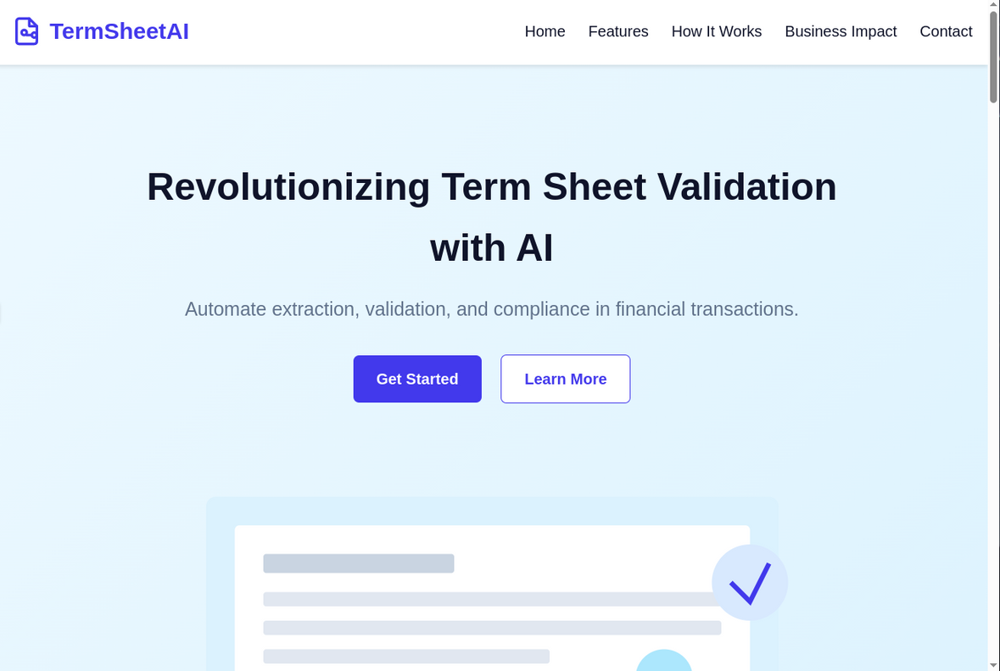 TermSheetAI
Home Features How It Works Business Impact Contact
Revolutionizing Term Sheet Validation
with AI
Automate extraction, validation, and compliance in financial transactions.
Get Started Learn More